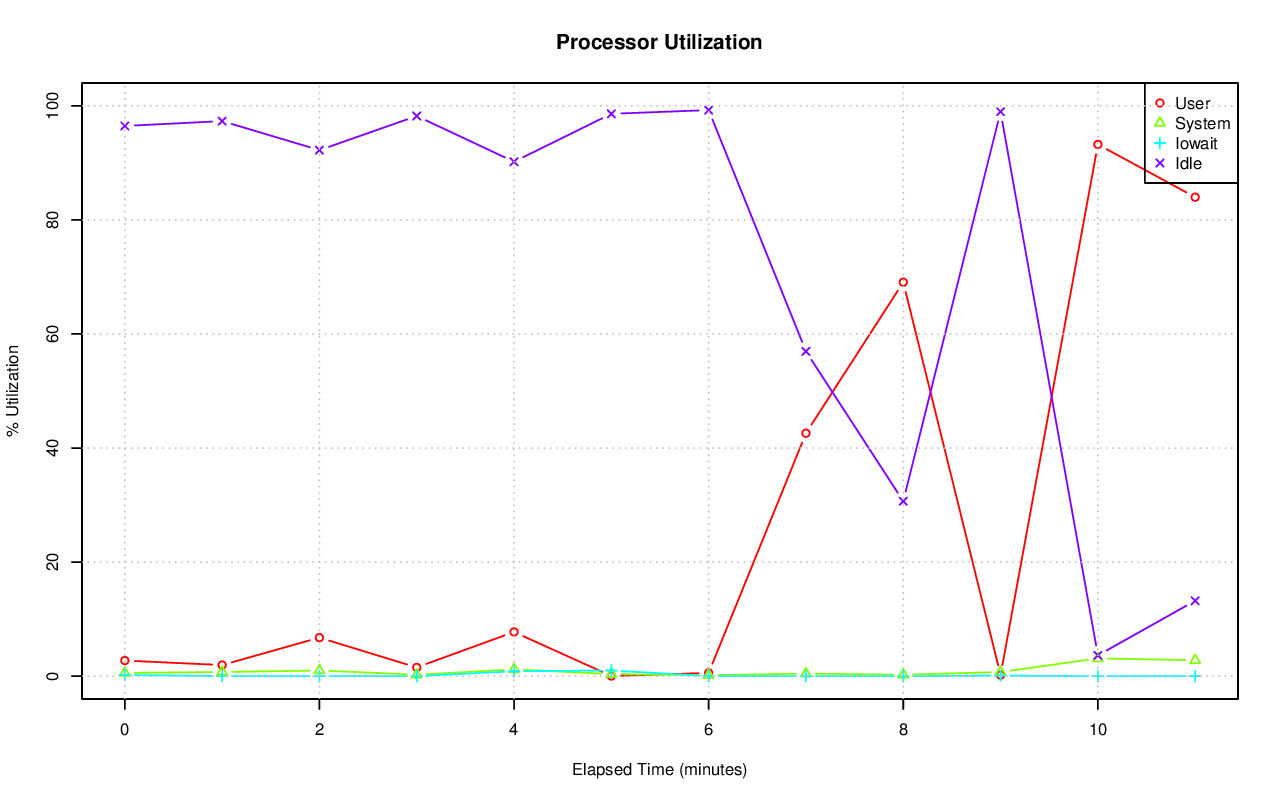 Processor Utilization
100
80
60
40
20
0
% Utilization
User
System
Iowait
Idle
0 2 4 6 8 10
Elapsed Time (minutes)